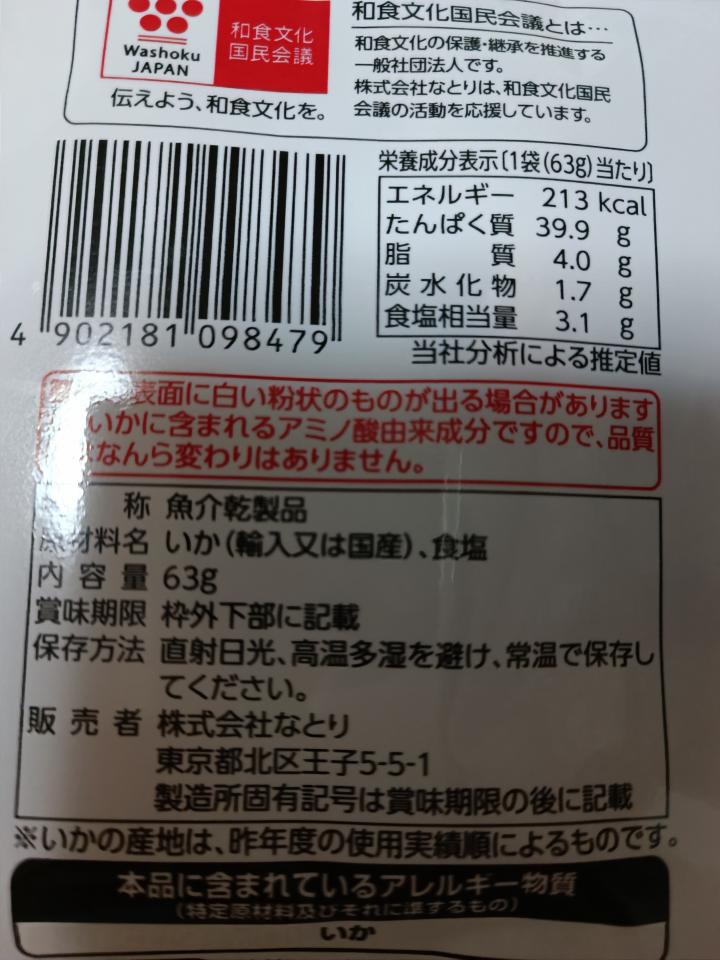 Washoku
JAPAN
和食文化
国民会議
伝えよう、和食文化を。
和食文化国民会議とは…
和食文化の保護・継承を推進する
一般社団法人です。
株式会社なとりは、和食文化国民
会議の活動を応援しています。
4 902181 098479
栄養成分表示〔1袋(63g)当たり〕
エネルギー 213 kcal
たんぱく質 39.9 g
脂質 4.0 g
炭水化物 1.7 g
食塩相当量 3.1 g
当社分析による推定値
表面に白い粉状のものが出る場合があります
いかに含まれるアミノ酸由来成分ですので、品質
なんら変わりはありません。
称 魚介乾製品
原材料名 いか(輸入又は国産)、食塩
内容量 63g
賞味期限 枠外下部に記載
保存方法 直射日光、高温多湿を避け、常温で保存し
てください。
販売者 株式会社なとり
東京都北区王子5-5-1
製造所固有記号は賞味期限の後に記載
※いかの産地は、昨年度の使用実績順によるものです。
本品に含まれているアレルギー物質
(特定原材料及びそれに準ずるもの)
いか